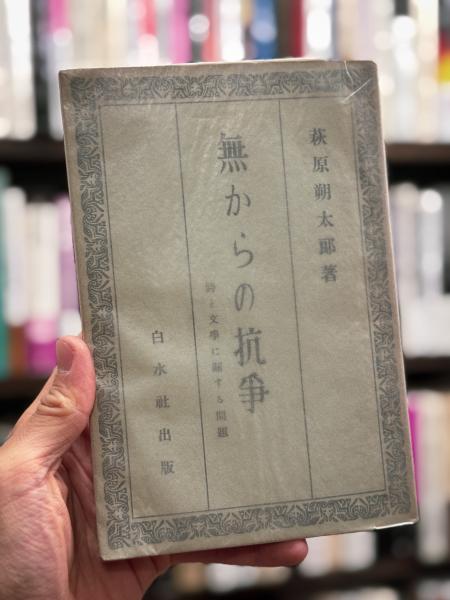 萩原朔太郎著
無からの抗爭
詩と文學に關する問題
白水社出版